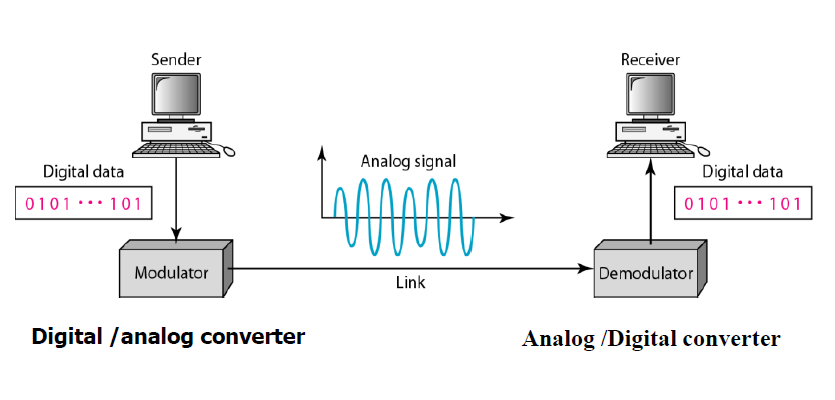 Sender
Receiver
Digital data
0101 ••• 101
Analog signal
Digital data
0101 ••• 101
Modulator
Link
Demodulator
Digital /analog converter
Analog /Digital converter